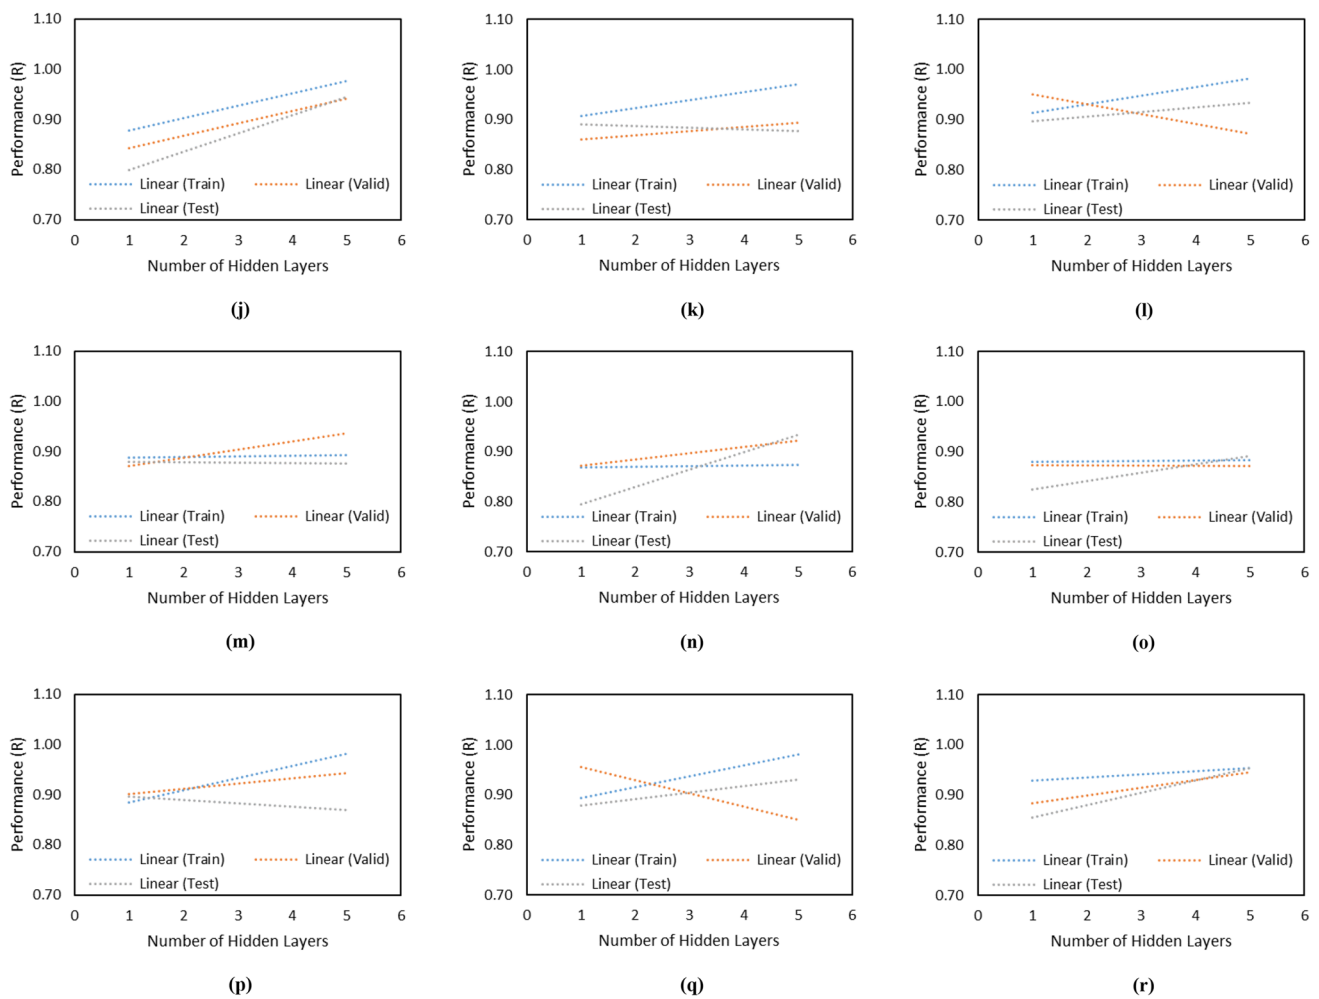 1.10
1.00
0.90
0.80
0.70
Performance (R)
Linear (Train)
Linear (Valid)
Linear (Test)
0 1 2 3 4 5 6
Number of Hidden Layers
(j)
1.10
1.00
0.90
0.80
0.70
Performance (R)
Linear (Train)
Linear (Valid)
Linear (Test)
0 1 2 3 4 5 6
Number of Hidden Layers
(k)
1.10
1.00
0.90
0.80
0.70
Performance (R)
Linear (Train)
Linear (Valid)
Linear (Test)
0 1 2 3 4 5 6
Number of Hidden Layers
(l)
1.10
1.00
0.90
0.80
0.70
Performance (R)
Linear (Train)
Linear (Valid)
Linear (Test)
0 1 2 3 4 5 6
Number of Hidden Layers
(m)
1.10
1.00
0.90
0.80
0.70
Performance (R)
Linear (Train)
Linear (Valid)
Linear (Test)
0 1 2 3 4 5 6
Number of Hidden Layers
(n)
1.10
1.00
0.90
0.80
0.70
Performance (R)
Linear (Train)
Linear (Valid)
Linear (Test)
0 1 2 3 4 5 6
Number of Hidden Layers
(o)
1.10
1.00
0.90
0.80
0.70
Performance (R)
Linear (Train)
Linear (Valid)
Linear (Test)
0 1 2 3 4 5 6
Number of Hidden Layers
(p)
1.10
1.00
0.90
0.80
0.70
Performance (R)
Linear (Train)
Linear (Valid)
Linear (Test)
0 1 2 3 4 5 6
Number of Hidden Layers
(q)
1.10
1.00
0.90
0.80
0.70
Performance (R)
Linear (Train)
Linear (Valid)
Linear (Test)
0 1 2 3 4 5 6
Number of Hidden Layers
(r)